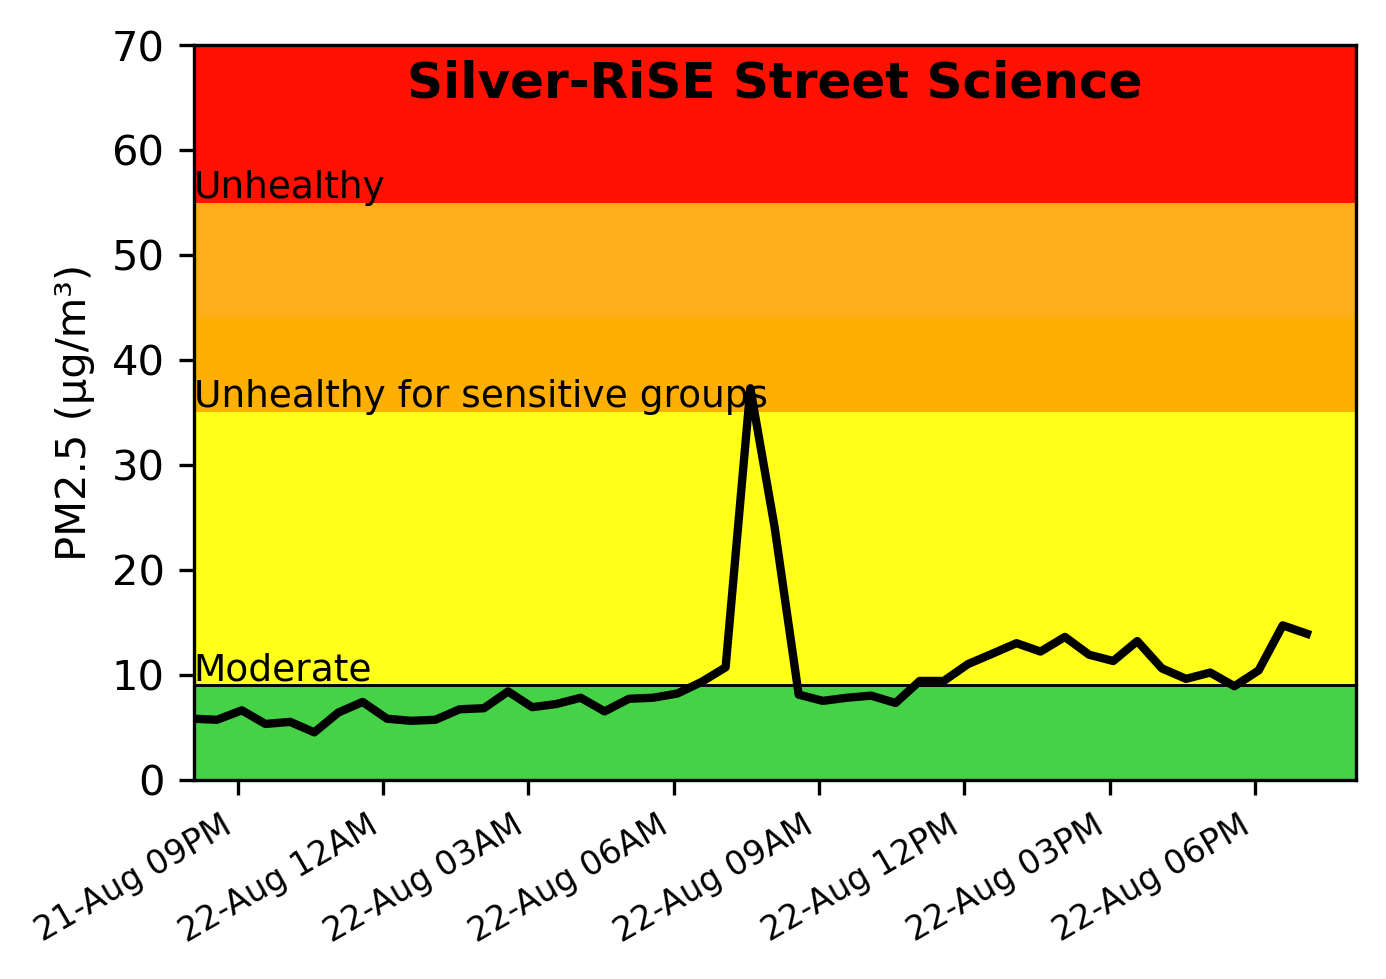 Silver-RiSE Street Science
PM2.5 (µg/m³)
70
60
Unhealthy
50
40
Unhealthy for sensitive groups
30
20
Moderate
10
0
21-Aug 09PM
22-Aug 12AM
22-Aug 03AM
22-Aug 06AM
22-Aug 09AM
22-Aug 12PM
22-Aug 03PM
22-Aug 06PM